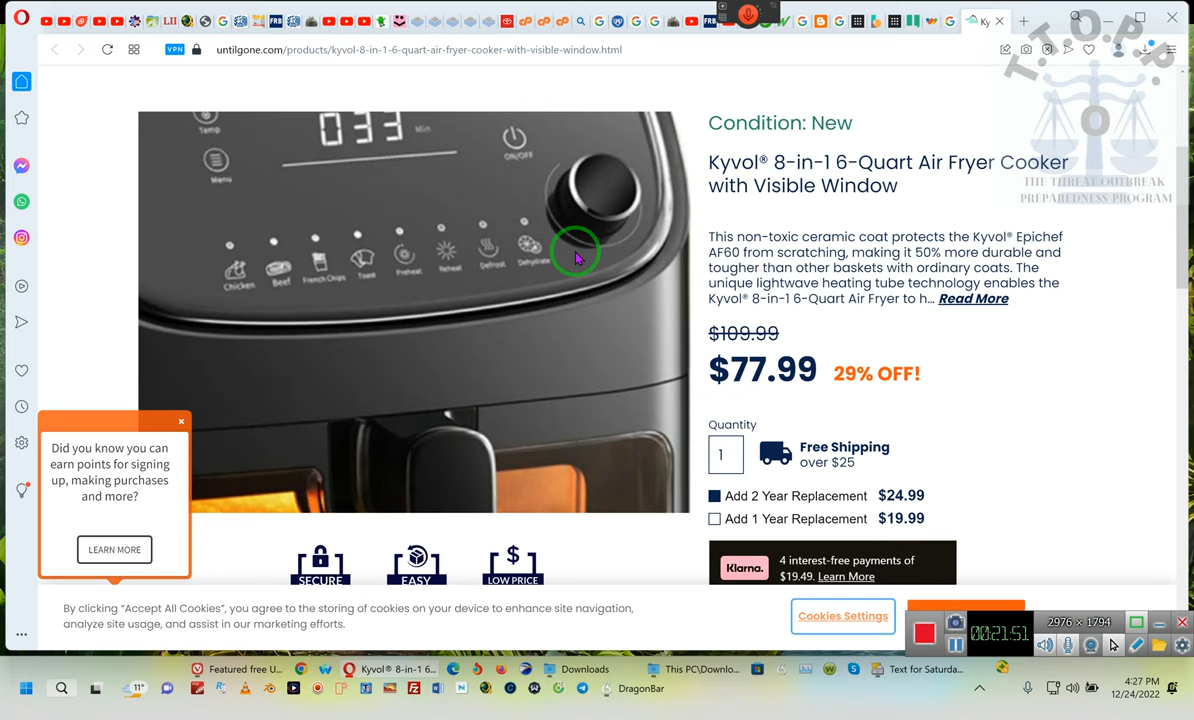 untilgone.com/products/kyvol-8-in-1-6-quart-air-fryer-cooker-with-visible-window.html
VPN
Ky
T.T.O.P.P.
THE THREAT OUTBREAK
PREPAREDNESS PROGRAM
Temp
033 Min
ON/OFF
Menu
Chicken
Beef
French Chips
Toast
Preheat
Reheat
Defrost
Dehydrate
Condition: New
Kyvol® 8-in-1 6-Quart Air Fryer Cooker
with Visible Window
This non-toxic ceramic coat protects the Kyvol® Epichef
AF60 from scratching, making it 50% more durable and
tougher than other baskets with ordinary coats. The
unique lightwave heating tube technology enables the
Kyvol® 8-in-1 6-Quart Air Fryer to h... Read More
$109.99
$77.99 29% OFF!
Quantity
1
Free Shipping
over $25
Add 2 Year Replacement $24.99
Add 1 Year Replacement $19.99
Klarna.
4 interest-free payments of
$19.49. Learn More
Did you know you can
earn points for signing
up, making purchases
and more?
LEARN MORE
SECURE
EASY
LOW PRICE
By clicking “Accept All Cookies”, you agree to the storing of cookies on your device to enhance site navigation,
analyze site usage, and assist in our marketing efforts.
Cookies Settings
2976 × 1794
00:21:51
Featured free U...
Kyvol® 8-in-1 6...
Downloads
This PC\Downlo...
Text for Saturda...
11°
DragonBar
4:27 PM
12/24/2022